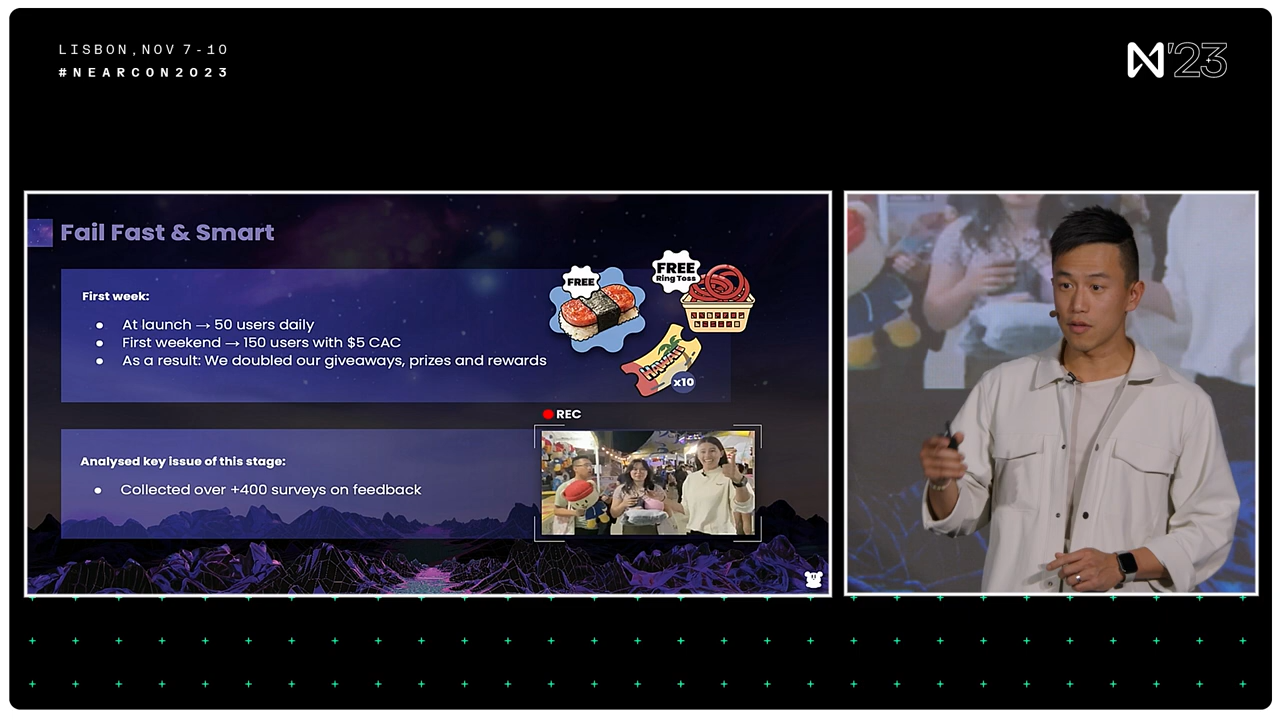 LISBON, NOV 7-10
#NEARCON2023
N'23
Fail Fast & Smart
First week:
● At launch → 50 users daily
● First weekend → 150 users with $5 CAC
● As a result: We doubled our giveaways, prizes and rewards
FREE
FREE
Ring Toss
HAWAII
x10
REC
Analysed key issue of this stage:
● Collected over +400 surveys on feedback